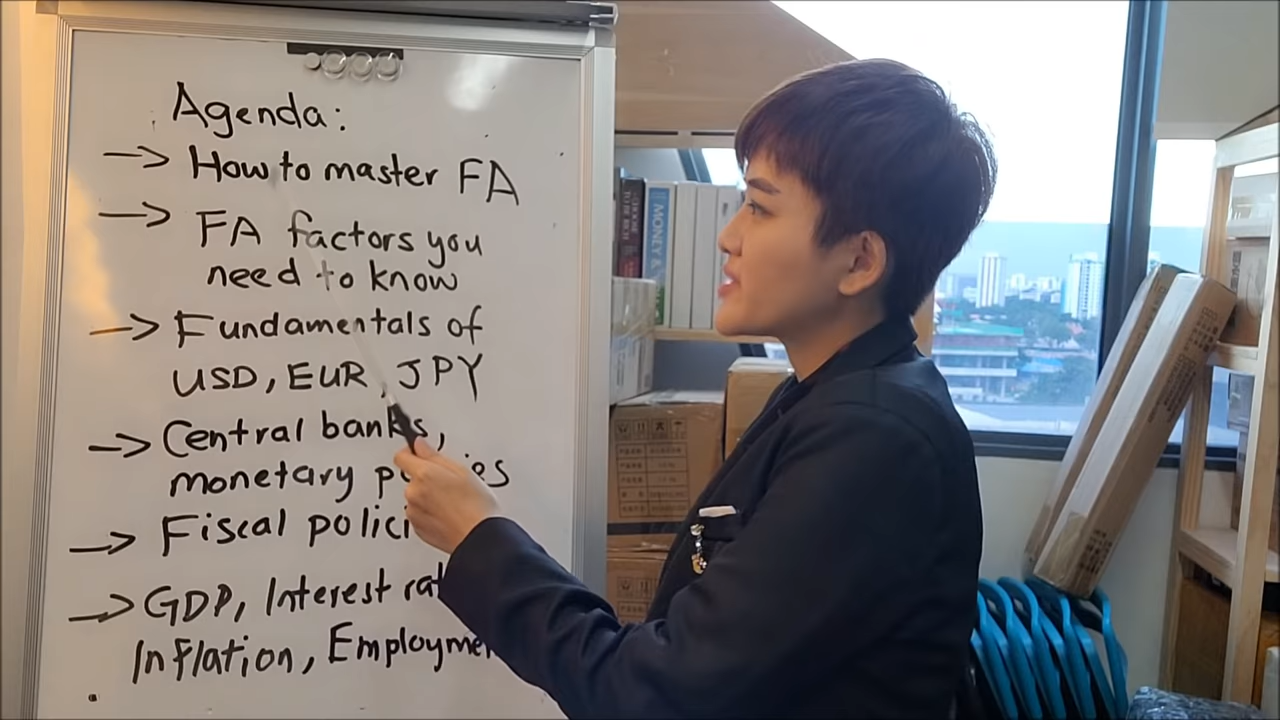 Agenda:
→ How to master FA
→ FA factors you
need to know
→ Fundamentals of
USD, EUR, JPY
→ Central banks,
monetary
→ Fiscal
→ GDP, Interest
Inflation,
MONEY &